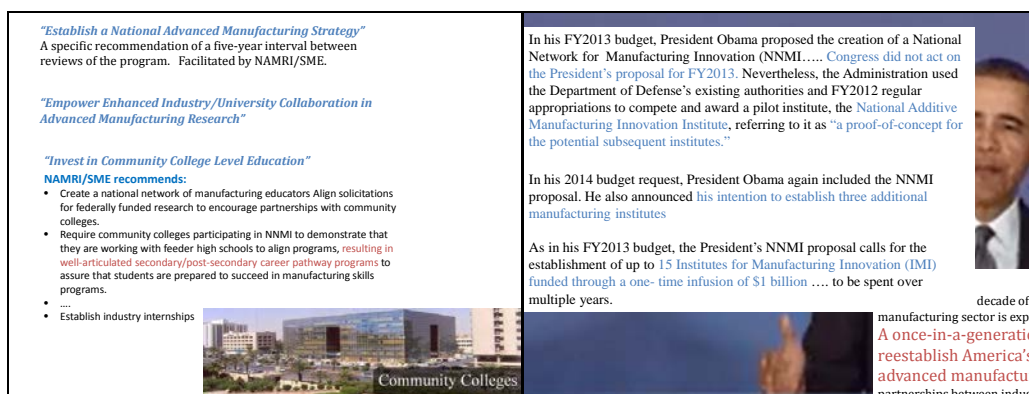 “Establish a National Advanced Manufacturing Strategy”
A specific recommendation of a five-year interval between
reviews of the program.   Facilitated by NAMRI/SME.
“Empower Enhanced Industry/University Collaboration in
Advanced Manufacturing Research”
“Invest in Community College Level Education”
NAMRI/SME recommends:
• Create a national network of manufacturing educators Align solicitations
for federally funded research to encourage partnerships with community
colleges.
• Require community colleges participating in NNMI to demonstrate that
they are working with feeder high schools to align programs, resulting in
well-articulated secondary/post-secondary career pathway programs to
assure that students are prepared to succeed in manufacturing skills
programs.
• ....
• Establish industry internships
Community Colleges
In his FY2013 budget, President Obama proposed the creation of a National
Network for  Manufacturing Innovation (NNMI….. Congress did not act on
the President’s proposal for FY2013. Nevertheless, the Administration used
the Department of Defense’s existing authorities and FY2012 regular
appropriations to compete and award a pilot institute, the National Additive
Manufacturing Innovation Institute, referring to it as “a proof-of-concept for
the potential subsequent institutes.”
In his 2014 budget request, President Obama again included the NNMI
proposal. He also announced his intention to establish three additional
manufacturing institutes
As in his FY2013 budget, the President’s NNMI proposal calls for the
establishment of up to 15 Institutes for Manufacturing Innovation (IMI)
funded through a one- time infusion of $1 billion …. to be spent over
multiple years.
decade of
manufacturing sector is exp
A once-in-a-generatio
reestablish America’s
advanced manufactu
partnerships between indus